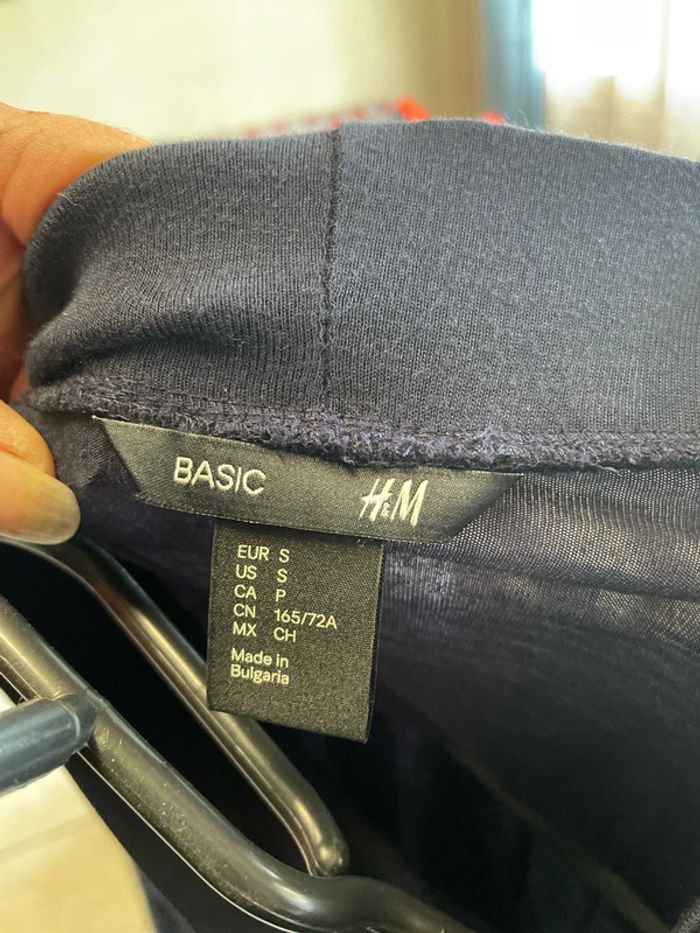 BASIC H&M
EUR S
US S
CA P
CN 165/72A
MX CH
Made in
Bulgaria